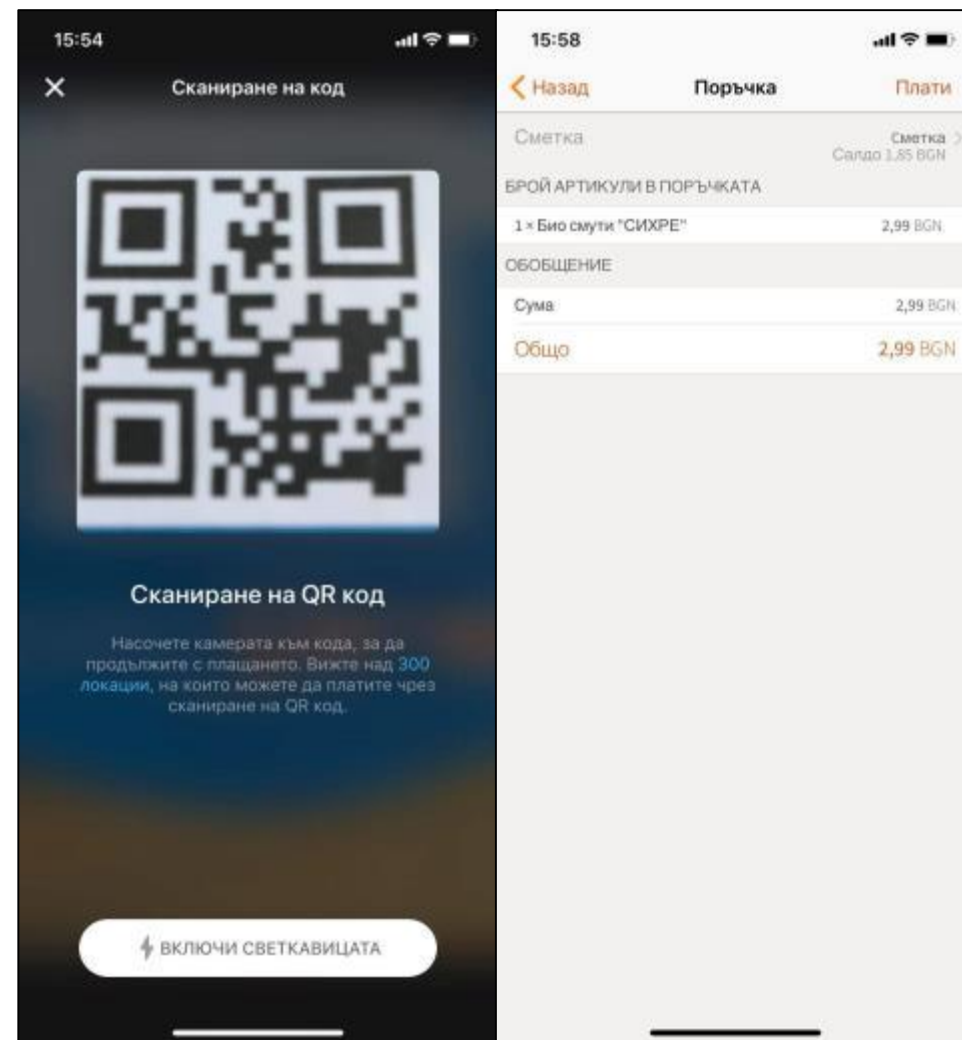 15:54
Сканиране на код
Сканиране на QR код
Насочете камерата към кода, за да
продължите с плащането. Вижте над 300
локации, на които можете да платите чрез
сканиране на QR код.
ВКЛЮЧИ СВЕТКАВИЦАТА
15:58
Назад
Поръчка
Плати
Сметка
Сметка
Салдо 1,85 BGN
БРОЙ АРТИКУЛИ В ПОРЪЧКАТА
1 × Био смути "СИХРЕ" 2,99 BGN
ОБОБЩЕНИЕ
Сума 2,99 BGN
Общо 2,99 BGN